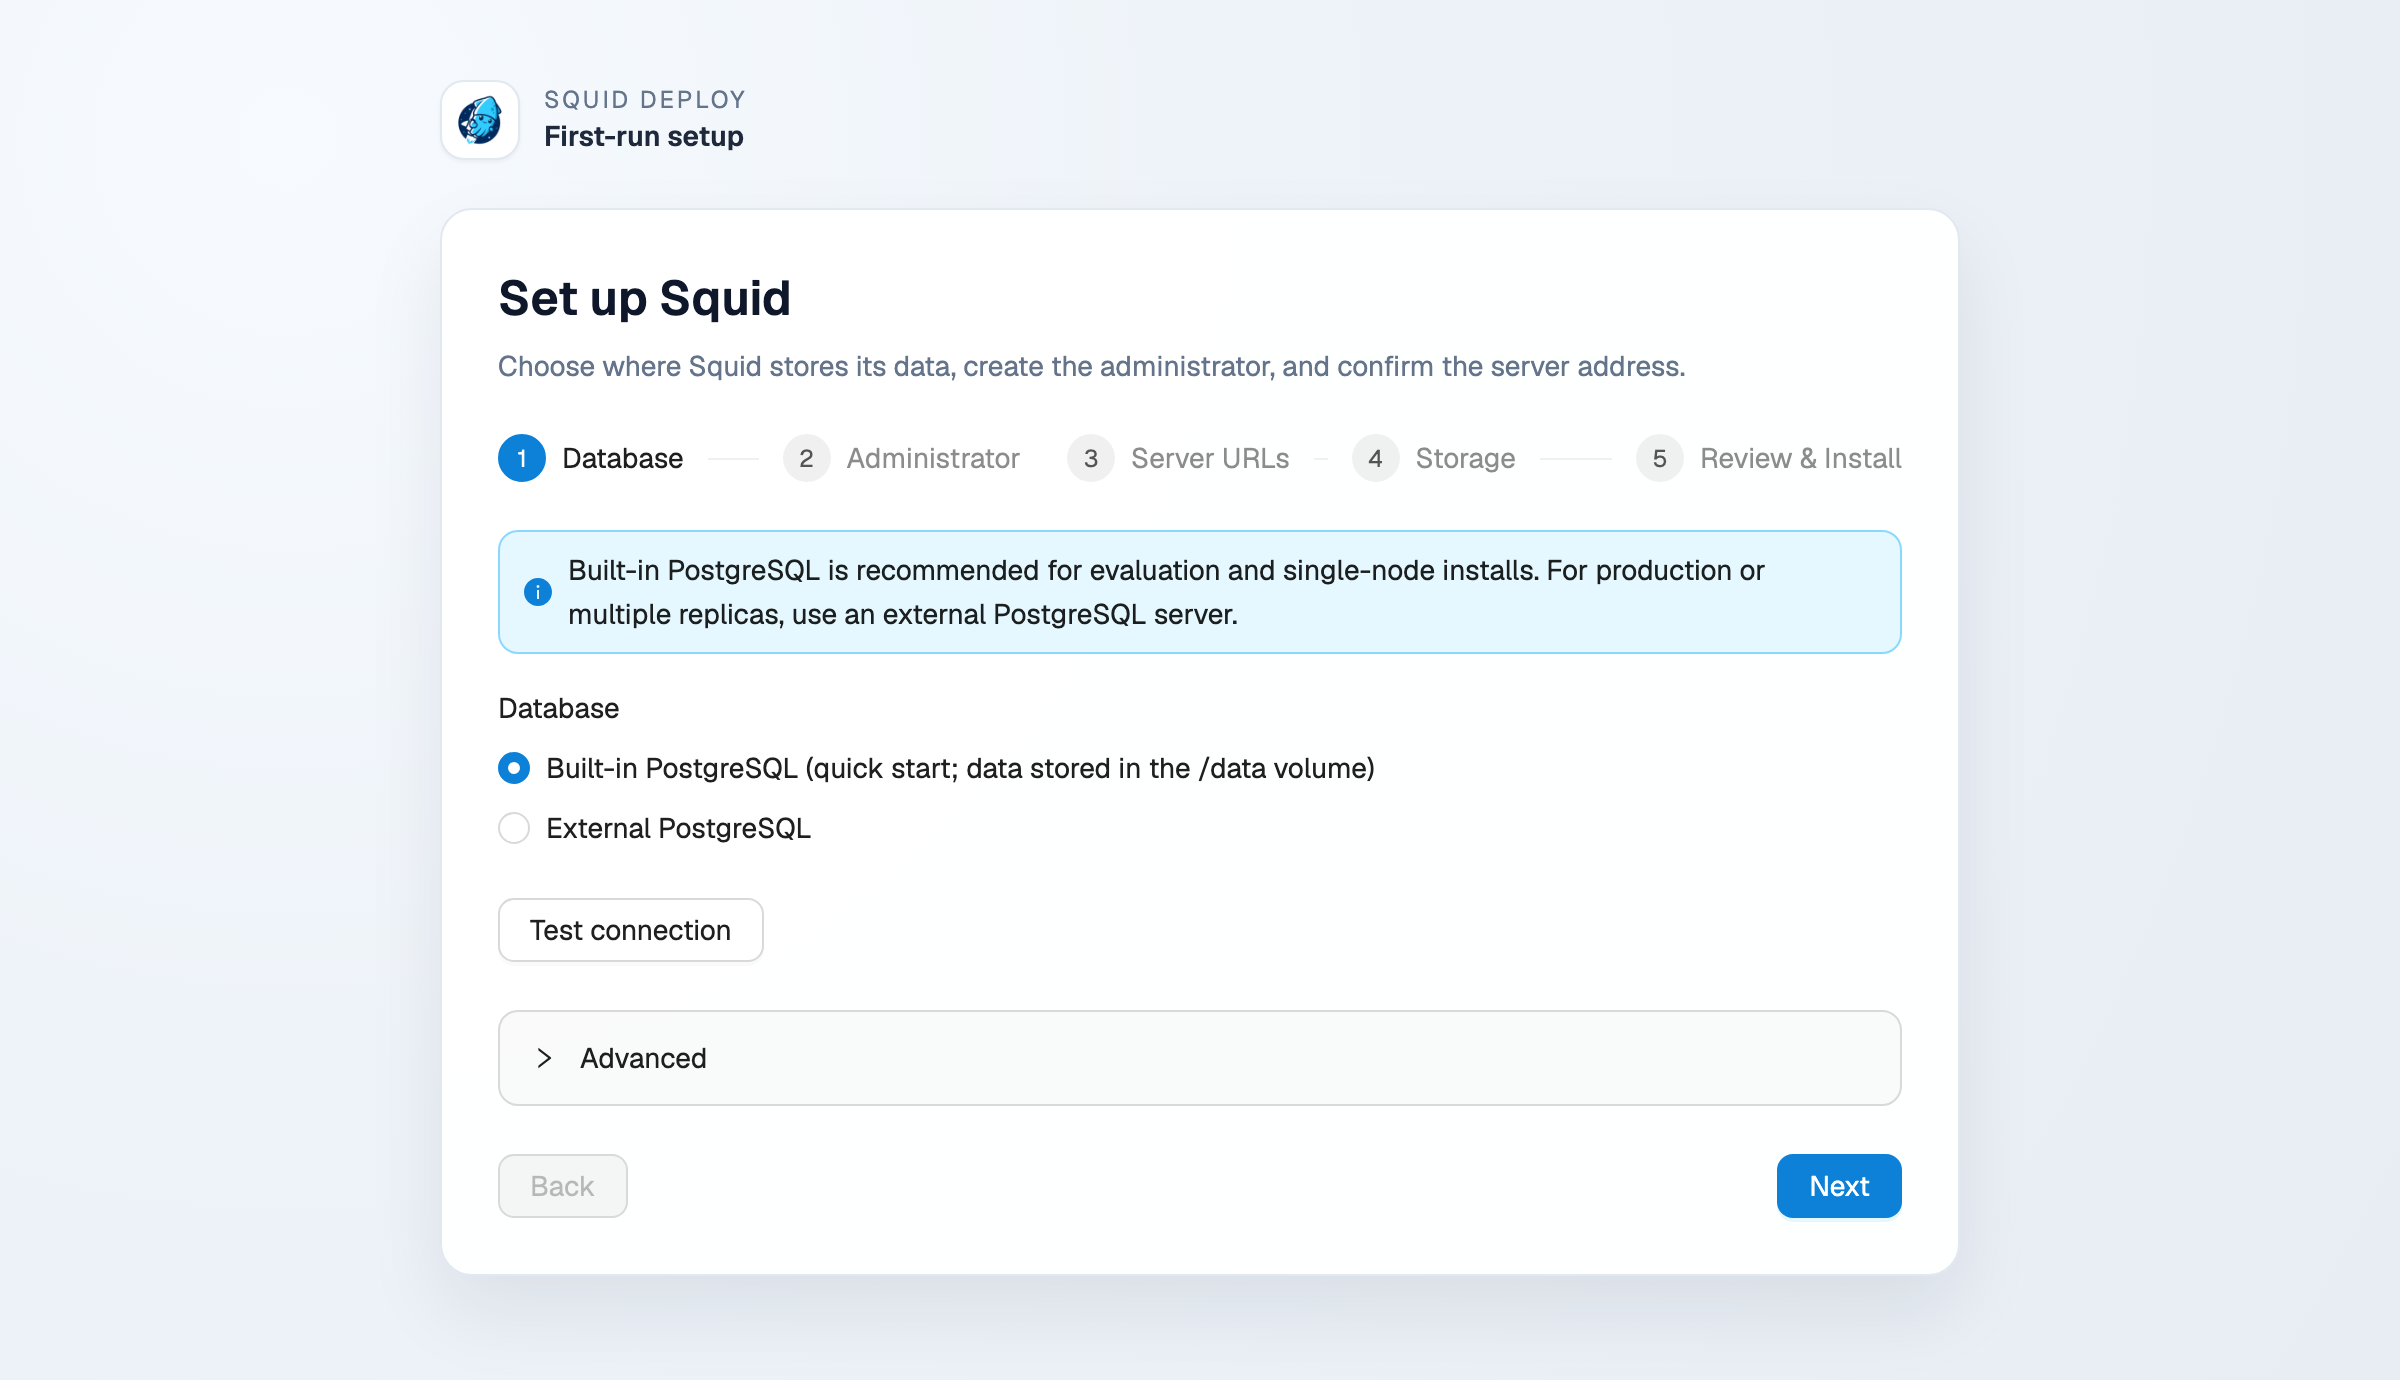 SQUID DEPLOY
First-run setup
Set up Squid
Choose where Squid stores its data, create the administrator, and confirm the server address.
1 Database 2 Administrator 3 Server URLs 4 Storage 5 Review & Install
Built-in PostgreSQL is recommended for evaluation and single-node installs. For production or
multiple replicas, use an external PostgreSQL server.
Database
Built-in PostgreSQL (quick start; data stored in the /data volume)
External PostgreSQL
Test connection
Advanced
Back Next